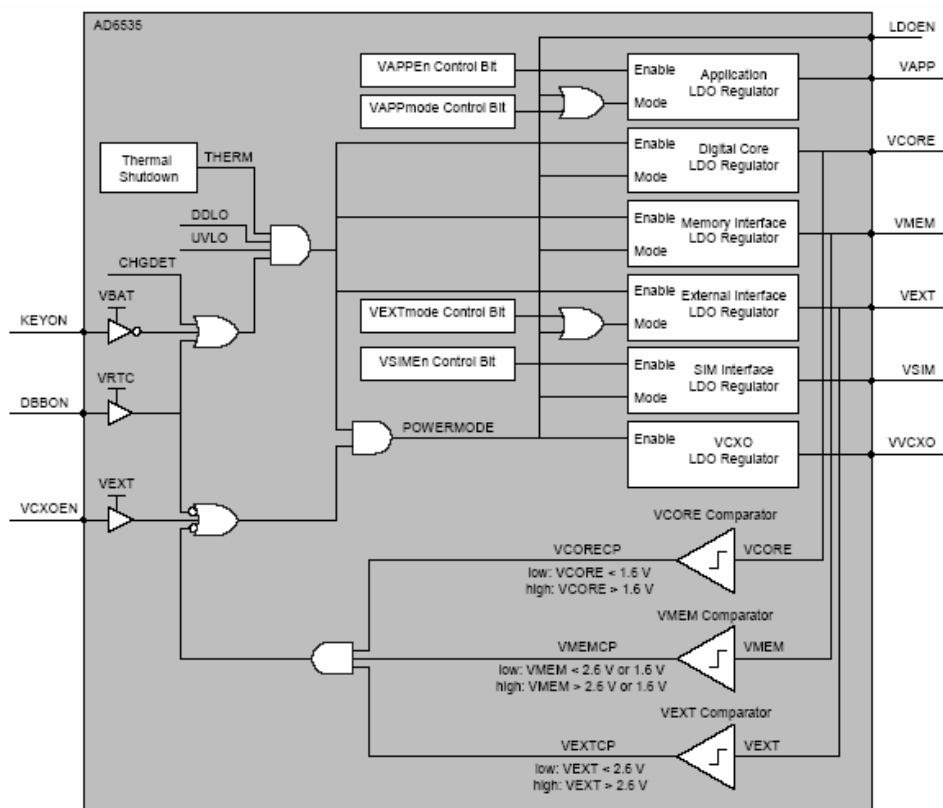 AD6535
LDOEN
VAPPEn Control Bit
Enable
Application
LDO Regulator
Mode
VAPP
VAPPmode Control Bit
Thermal
Shutdown
THERM
Enable
Digital Core
LDO Regulator
Mode
VCORE
DDLO
UVLO
Enable
Memory Interface
LDO Regulator
Mode
VMEM
CHGDET
VBAT
KEYON
VEXTmode Control Bit
Enable
External Interface
LDO Regulator
Mode
VEXT
VSIMEn Control Bit
Enable
SIM Interface
LDO Regulator
Mode
VSIM
VRTC
DBBON
POWERMODE
Enable
VCXO
LDO Regulator
VVCXO
VEXT
VCXOEN
VCORE Comparator
VCORECP
VCORE
low: VCORE < 1.6 V
high: VCORE > 1.6 V
VMEM Comparator
VMEMCP
VMEM
low: VMEM < 2.6 V or 1.6 V
high: VMEM > 2.6 V or 1.6 V
VEXT Comparator
VEXTCP
VEXT
low: VEXT < 2.6 V
high: VEXT > 2.6 V